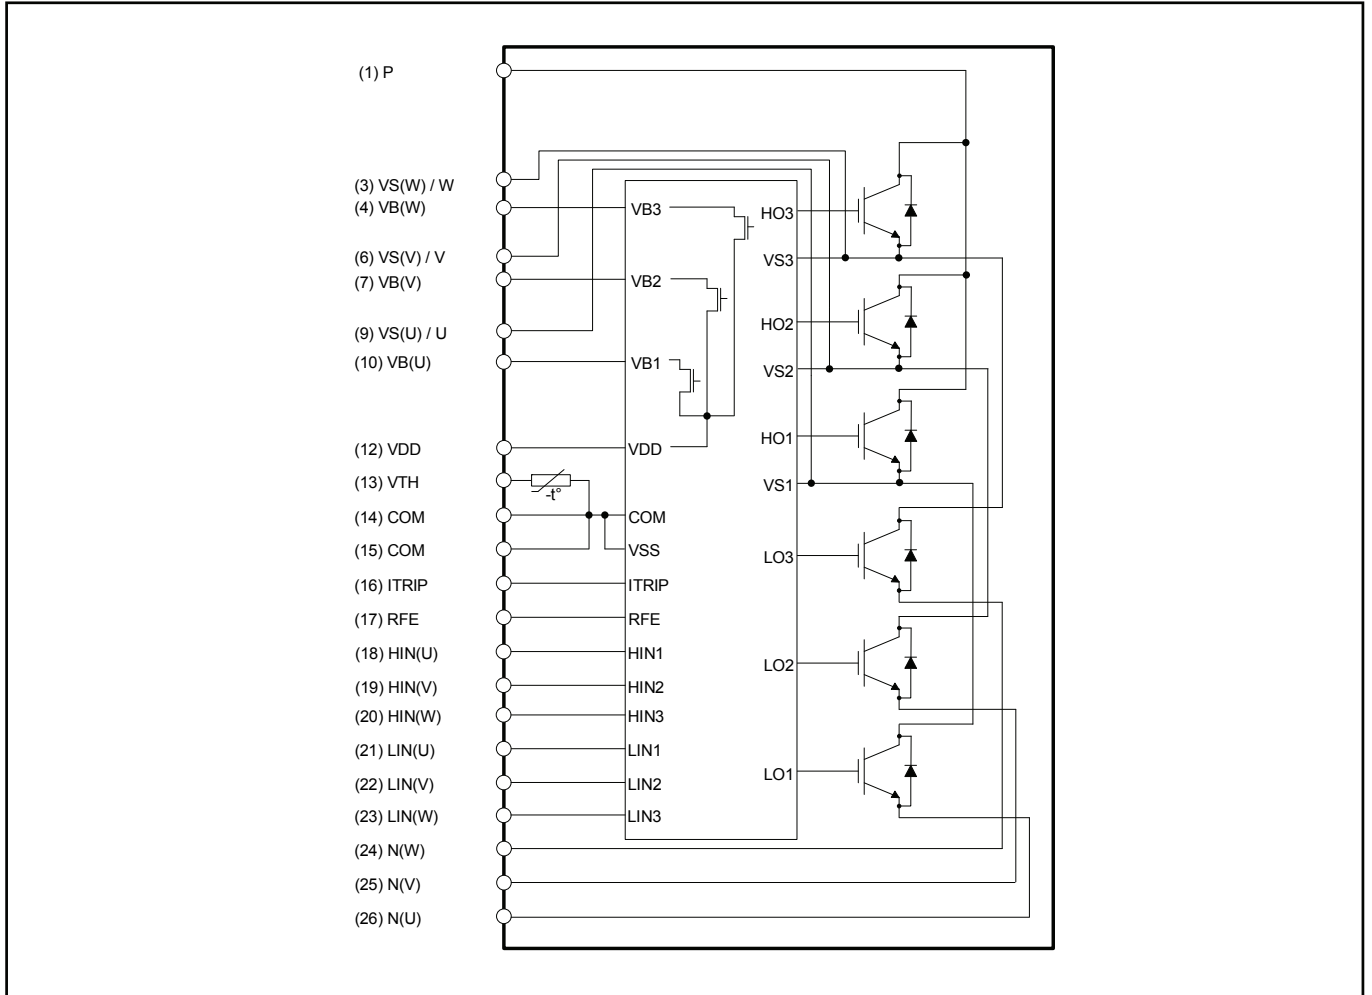 (1) P
(3) VS(W) / W
(4) VB(W)
(6) VS(V) / V
(7) VB(V)
(9) VS(U) / U
(10) VB(U)
(12) VDD
(13) VTH
(14) COM
(15) COM
(16) ITRIP
(17) RFE
(18) HIN(U)
(19) HIN(V)
(20) HIN(W)
(21) LIN(U)
(22) LIN(V)
(23) LIN(W)
(24) N(W)
(25) N(V)
(26) N(U)
-t°
VB3
VB2
VB1
VDD
COM
VSS
ITRIP
RFE
HIN1
HIN2
HIN3
LIN1
LIN2
LIN3
HO3
VS3
HO2
VS2
HO1
VS1
LO3
LO2
LO1